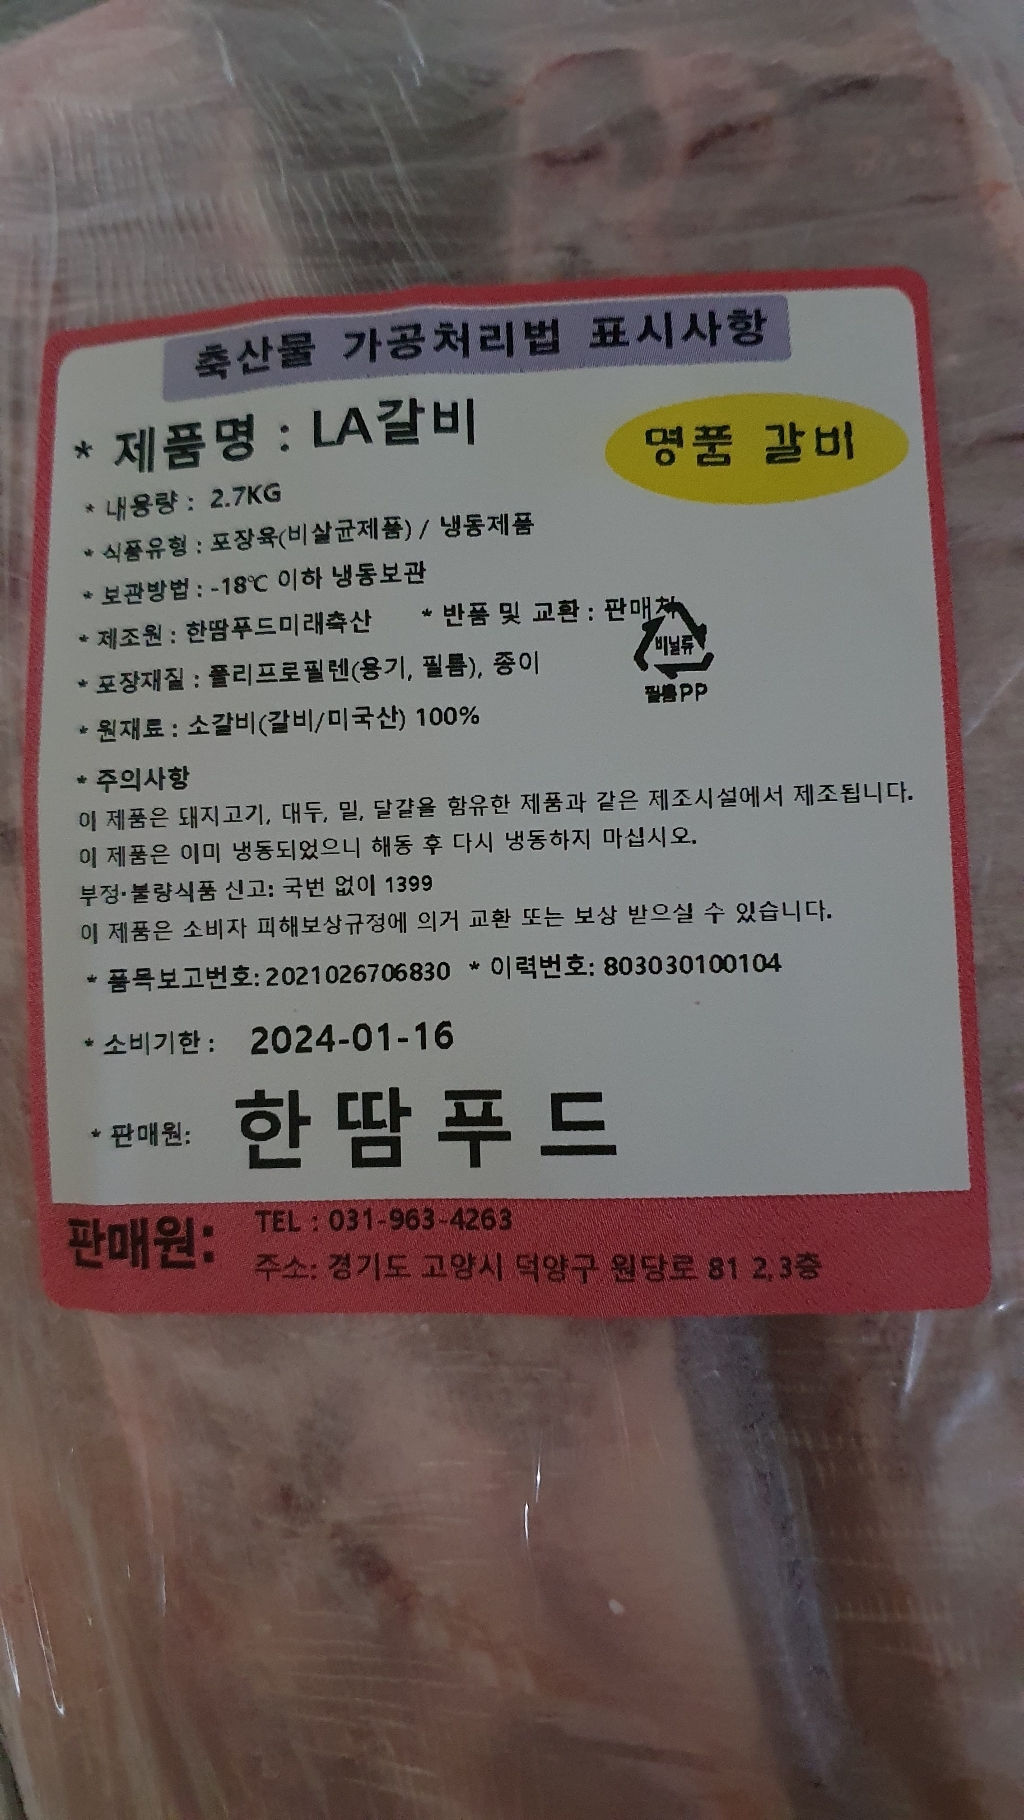 축산물 가공처리법 표시사항
* 제품명 : LA갈비
명품 갈비
* 내용량 : 2.7KG
* 식품유형 : 포장육(비살균제품) / 냉동제품
* 보관방법 : -18℃ 이하 냉동보관
* 제조원 : 한땀푸드미래축산 * 반품 및 교환 : 판매처
비닐류
* 포장재질 : 폴리프로필렌(용기, 필름), 종이
필름PP
* 원재료 : 소갈비(갈비/미국산) 100%
* 주의사항
이 제품은 돼지고기, 대두, 밀, 달걀을 함유한 제품과 같은 제조시설에서 제조됩니다.
이 제품은 이미 냉동되었으니 해동 후 다시 냉동하지 마십시오.
부정·불량식품 신고: 국번 없이 1399
이 제품은 소비자 피해보상규정에 의거 교환 또는 보상 받으실 수 있습니다.
* 품목보고번호: 2021026706830 * 이력번호: 803030100104
* 소비기한 : 2024-01-16
* 판매원: 한땀푸드
판매원: TEL : 031-963-4263
주소: 경기도 고양시 덕양구 원당로 81 2,3층